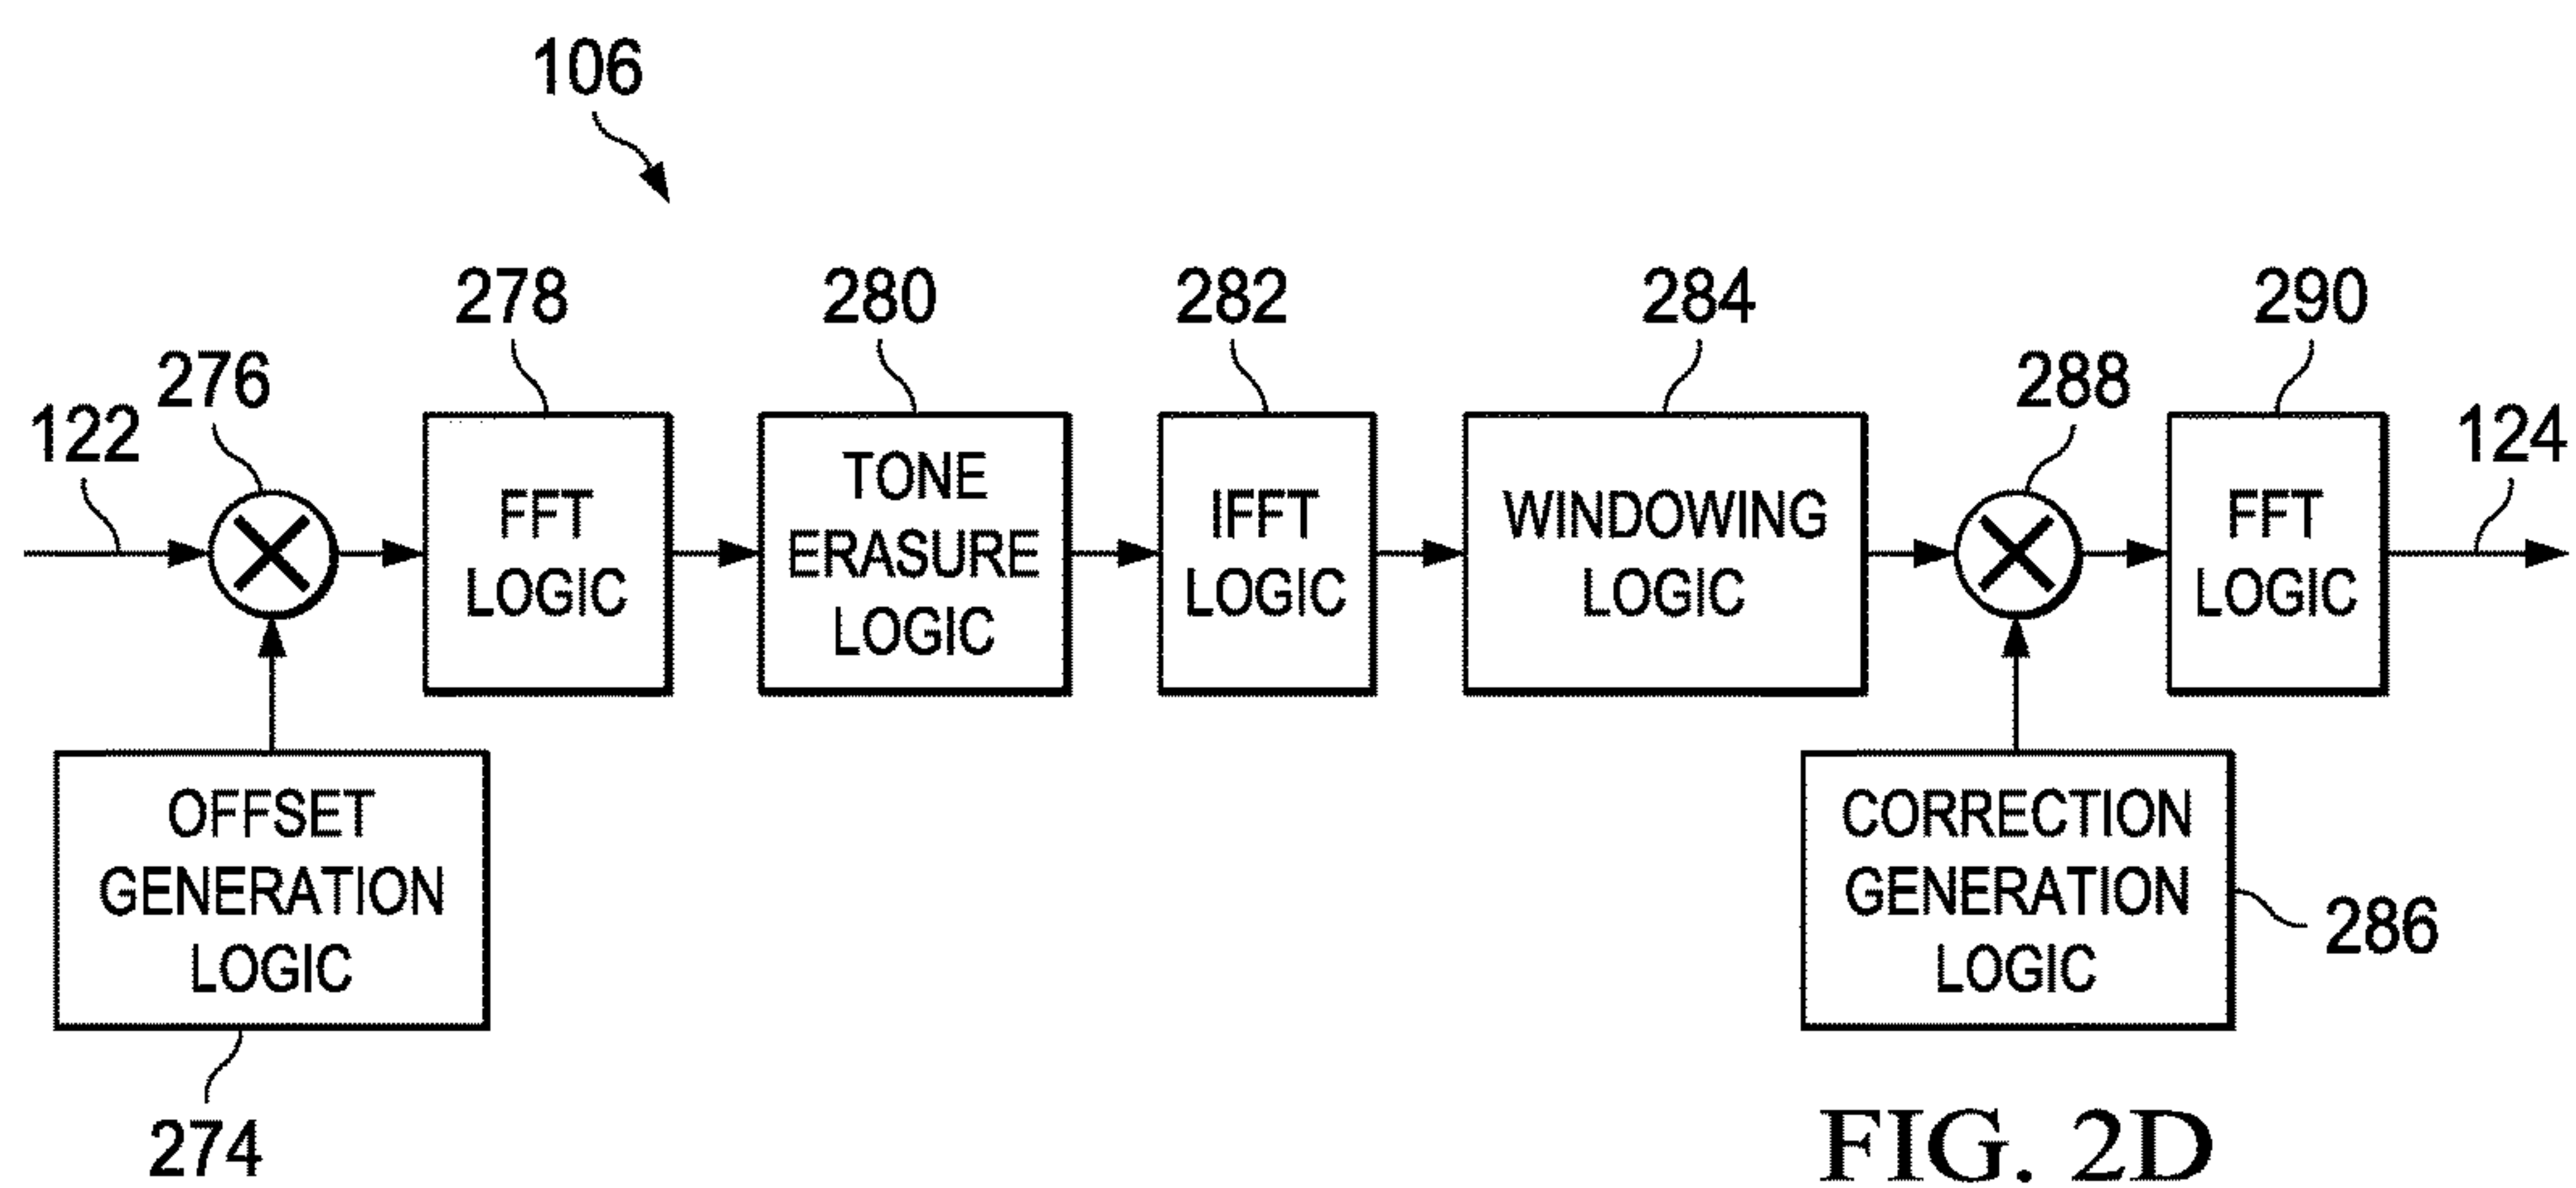 106
278
280
282
284
290
276
288
122
124
FFT
LOGIC
TONE
ERASURE
LOGIC
IFFT
LOGIC
WINDOWING
LOGIC
FFT
LOGIC
OFFSET
GENERATION
LOGIC
CORRECTION
GENERATION
LOGIC
286
274
FIG. 2D